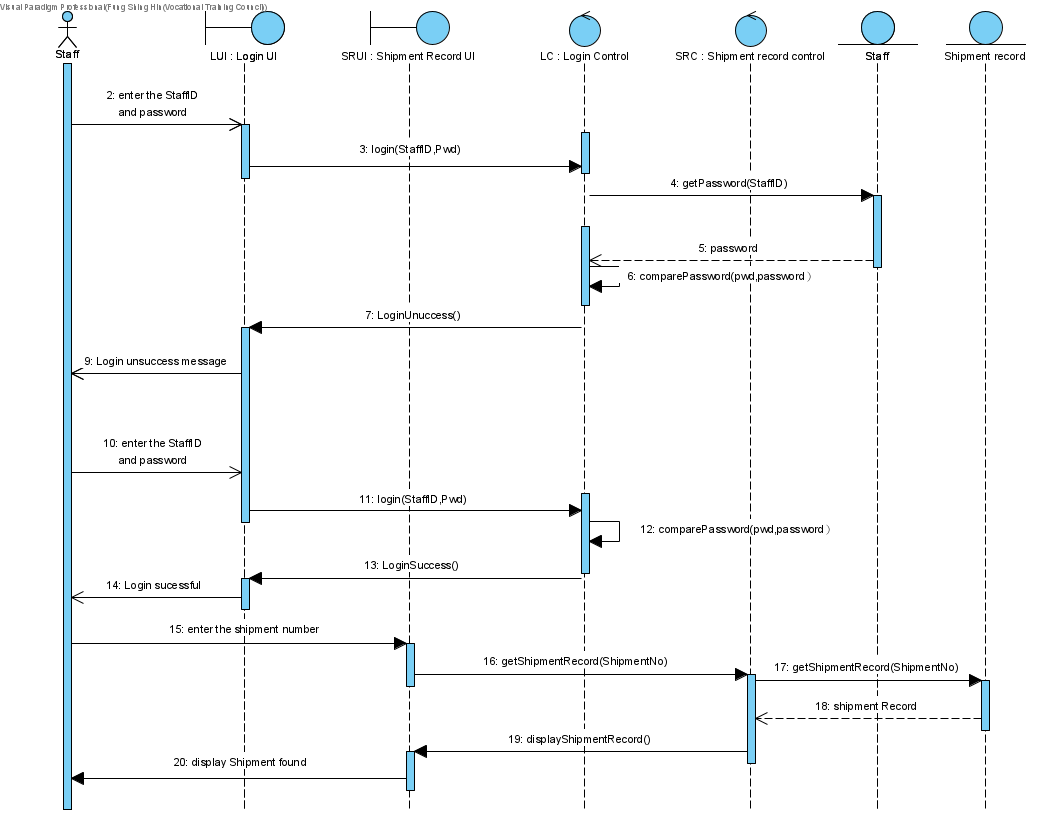 Visual Paradigm Professional(Fung Shing Hin(Vocational Training Council))
Staff
LUI : Login UI
SRUI : Shipment Record UI
LC : Login Control
SRC : Shipment record control
Staff
Shipment record
2: enter the StaffID
and password
3: login(StaffID,Pwd)
4: getPassword(StaffID)
5: password
6: comparePassword(pwd,password )
7: LoginUnuccess()
9: Login unsuccess message
10: enter the StaffID
and password
11: login(StaffID,Pwd)
12: comparePassword(pwd,password )
13: LoginSuccess()
14: Login sucessful
15: enter the shipment number
16: getShipmentRecord(ShipmentNo)
17: getShipmentRecord(ShipmentNo)
18: shipment Record
19: displayShipmentRecord()
20: display Shipment found